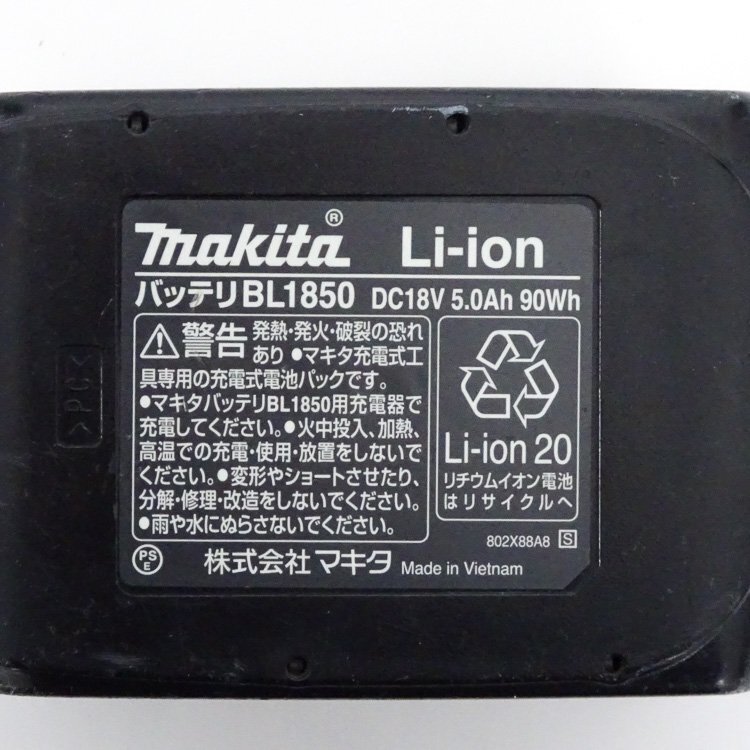 makita® Li-ion
バッテリBL1850 DC18V 5.0Ah 90Wh
警告 発熱・発火・破裂の恐れ
あり ●マキタ充電式工
具専用の充電式電池パックです。
●マキタバッテリBL1850用充電器で
充電してください。●火中投入、加熱、
高温での充電・使用・放置をしないで
ください。●変形やショートさせたり、
分解・修理・改造をしないでください。
●雨や水にぬらさないでください。
Li-ion 20
リチウムイオン電池
はリサイクルへ
802X88A8 S
PS
E
株式会社マキタ Made in Vietnam
>PC<